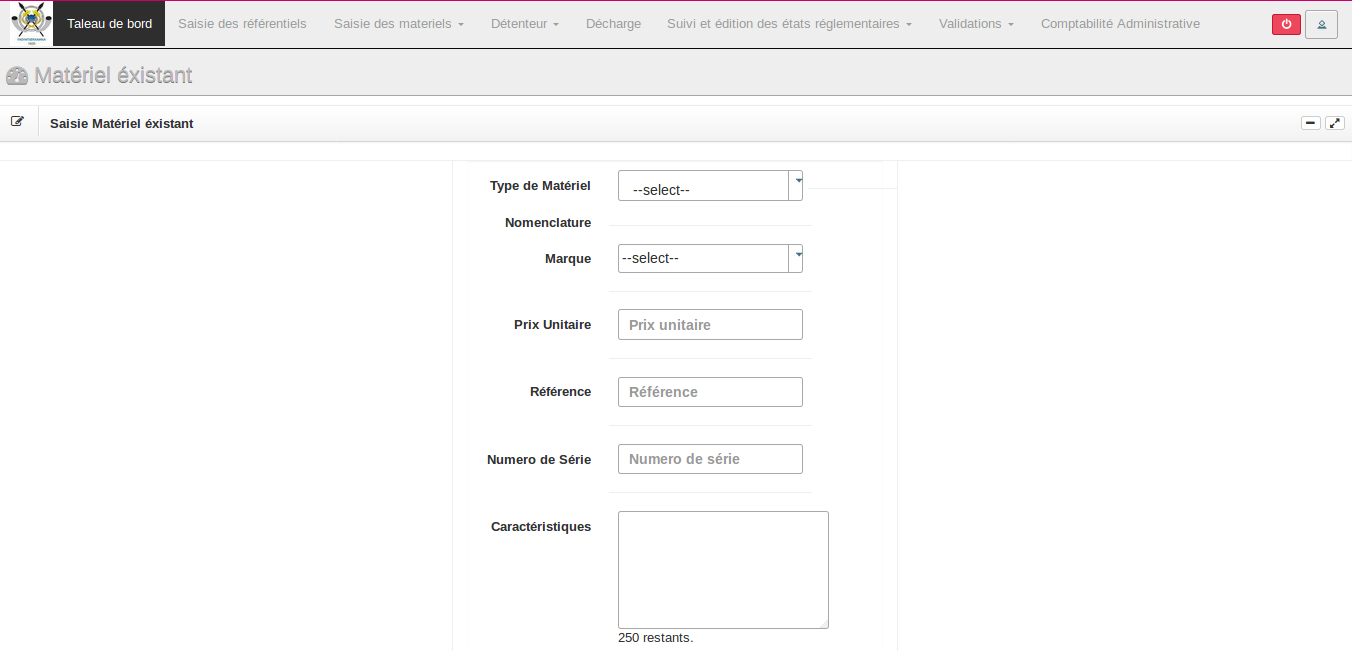 Taleau de bord Saisie des référentiels Saisie des materiels Détenteur Décharge Suivi et édition des états réglementaires Validations Comptabilité Administrative
Matériel éxistant
Saisie Matériel éxistant
Type de Matériel --select--
Nomenclature
Marque --select--
Prix Unitaire Prix unitaire
Référence Référence
Numero de Série Numero de série
Caractéristiques
250 restants.